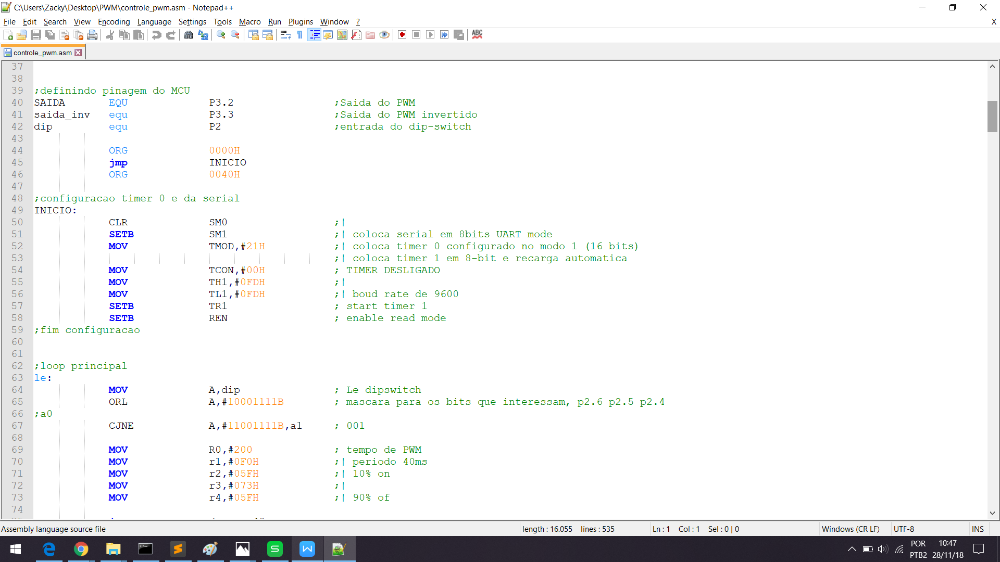 C:\Users\Zacky\Desktop\PWM\controle_pwm.asm - Notepad++
File Edit Search View Encoding Language Settings Tools Macro Run Plugins Window ? X
ABC
controle_pwm.asm
37
38
39 ;definindo pinagem do MCU
40 SAIDA EQU P3.2 ;Saida do PWM
41 saida_inv equ P3.3 ;Saida do PWM invertido
42 dip equ P2 ;entrada do dip-switch
43
44 ORG 0000H
45 jmp INICIO
46 ORG 0040H
47
48 ;configuracao timer 0 e da serial
49 INICIO:
50 CLR SM0 ;|
51 SETB SM1 ;| coloca serial em 8bits UART mode
52 MOV TMOD,#21H ;| coloca timer 0 configurado no modo 1 (16 bits)
53 ;| coloca timer 1 em 8-bit e recarga automatica
54 MOV TCON,#00H ; TIMER DESLIGADO
55 MOV TH1,#0FDH ;|
56 MOV TL1,#0FDH ;| boud rate de 9600
57 SETB TR1 ; start timer 1
58 SETB REN ; enable read mode
59 ;fim configuracao
60
61
62 ;loop principal
63 le:
64 MOV A,dip ; Le dipswitch
65 ORL A,#10001111B ; mascara para os bits que interessam, p2.6 p2.5 p2.4
66 ;a0
67 CJNE A,#11001111B,a1 ; 001
68
69 MOV R0,#200 ; tempo de PWM
70 MOV r1,#0F0H ;| periodo 40ms
71 MOV r2,#05FH ;| 10% on
72 MOV r3,#073H ;|
73 MOV r4,#05FH ;| 90% of
74
Assembly language source file length : 16.055 lines : 535 Ln : 1 Col : 1 Sel : 0 | 0 Windows (CR LF) UTF-8 INS
POR 10:47
PTB2 28/11/18